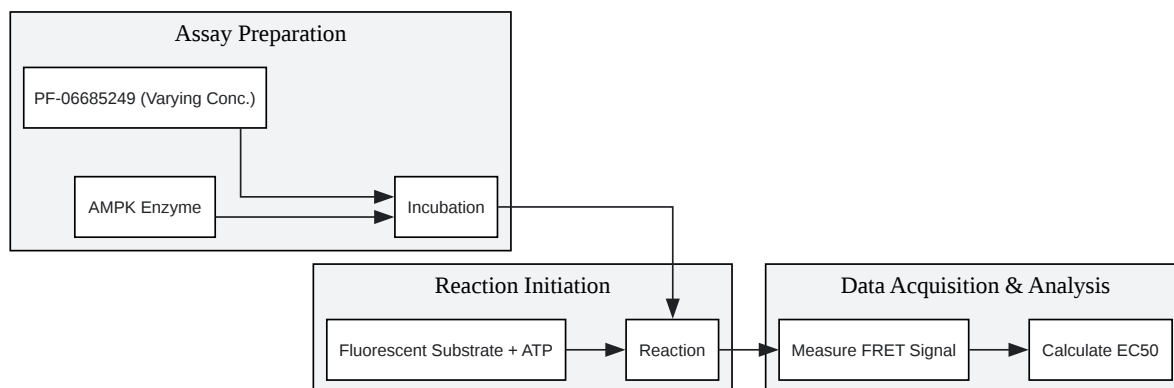 Assay Preparation
PF-06685249 (Varying Conc.)
AMPK Enzyme
Incubation
Reaction Initiation
Fluorescent Substrate + ATP
Reaction
Data Acquisition & Analysis
Measure FRET Signal
Calculate EC50